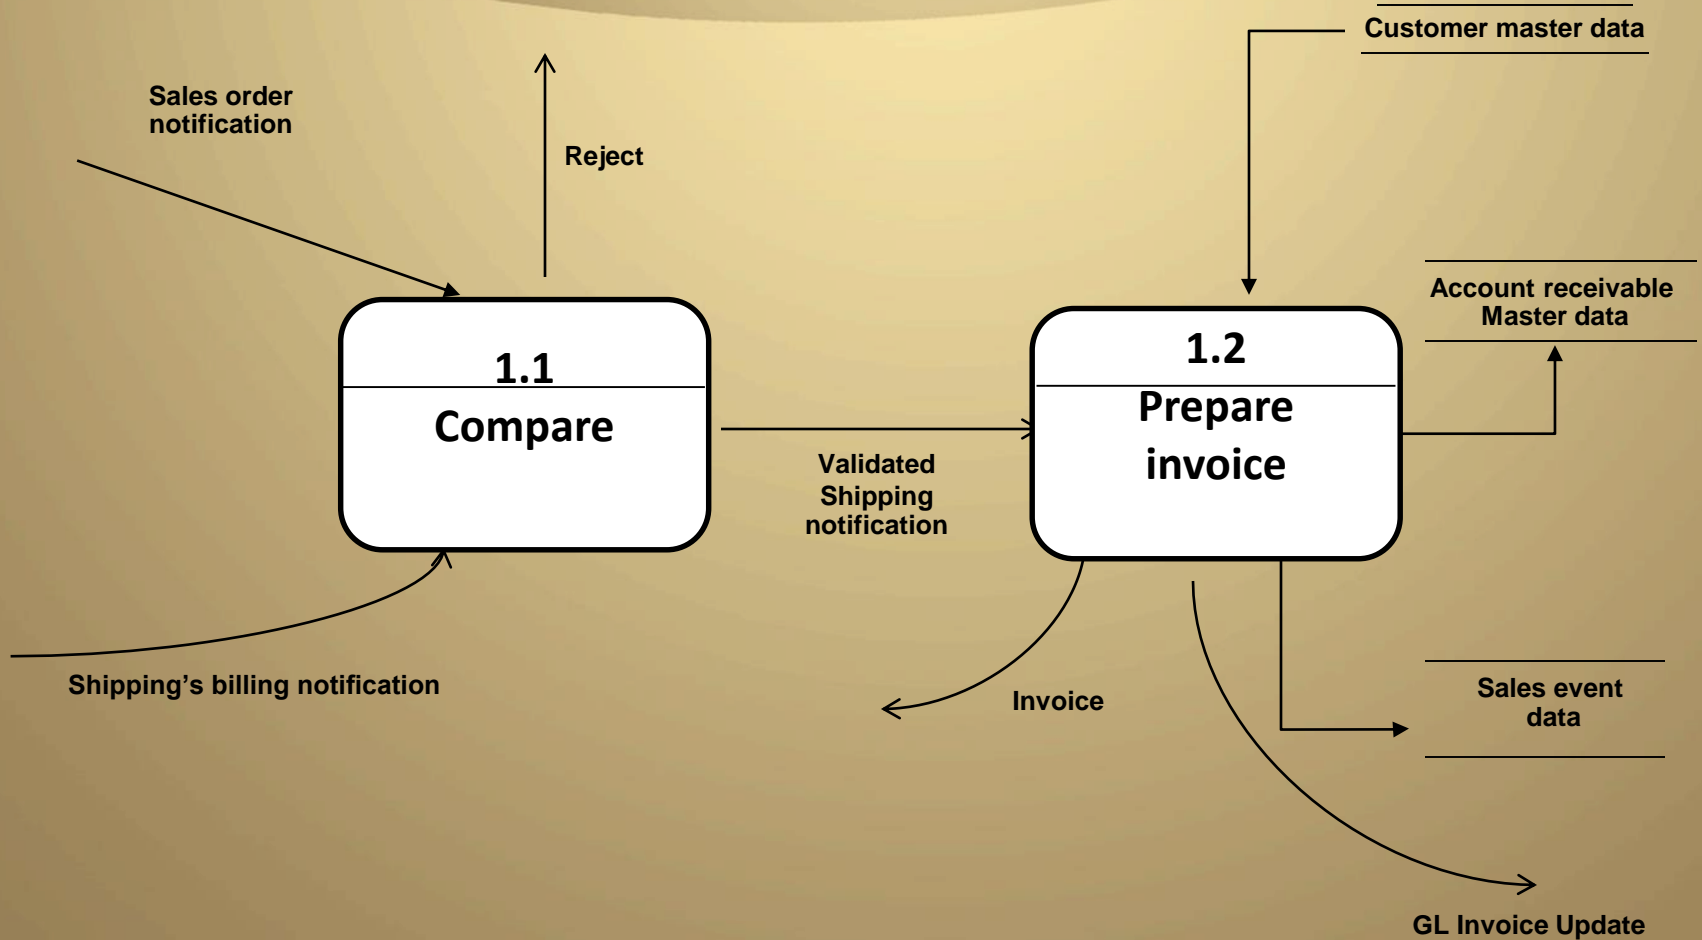 Customer master data
Sales order
notification
Reject
Account receivable
Master data
1.1
Compare
1.2
Prepare
invoice
Validated
Shipping
notification
Shipping’s billing notification
Invoice
Sales event
data
GL Invoice Update